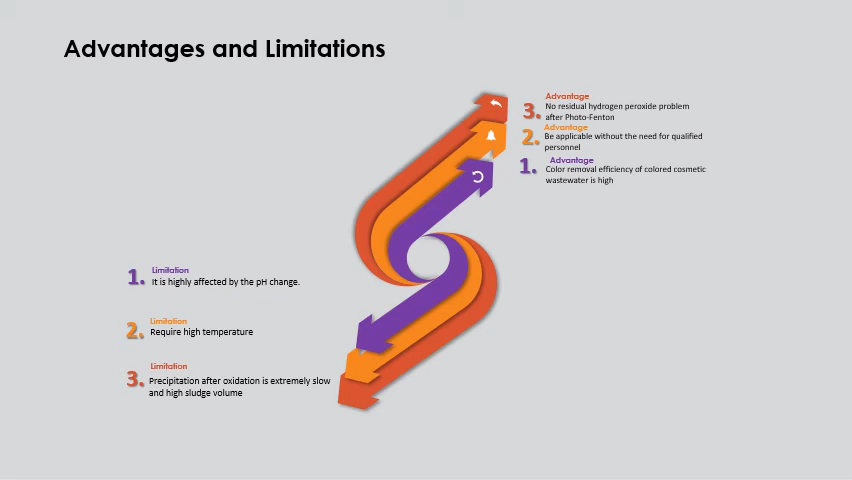 Advantages and Limitations
3.
Advantage
No residual hydrogen peroxide problem
after Photo-Fenton
2.
Advantage
Be applicable without the need for qualified
personnel
1.
Advantage
Color removal efficiency of colored cosmetic
wastewater is high
1.
Limitation
It is highly affected by the pH change.
2.
Limitation
Require high temperature
3.
Limitation
Precipitation after oxidation is extremely slow
and high sludge volume